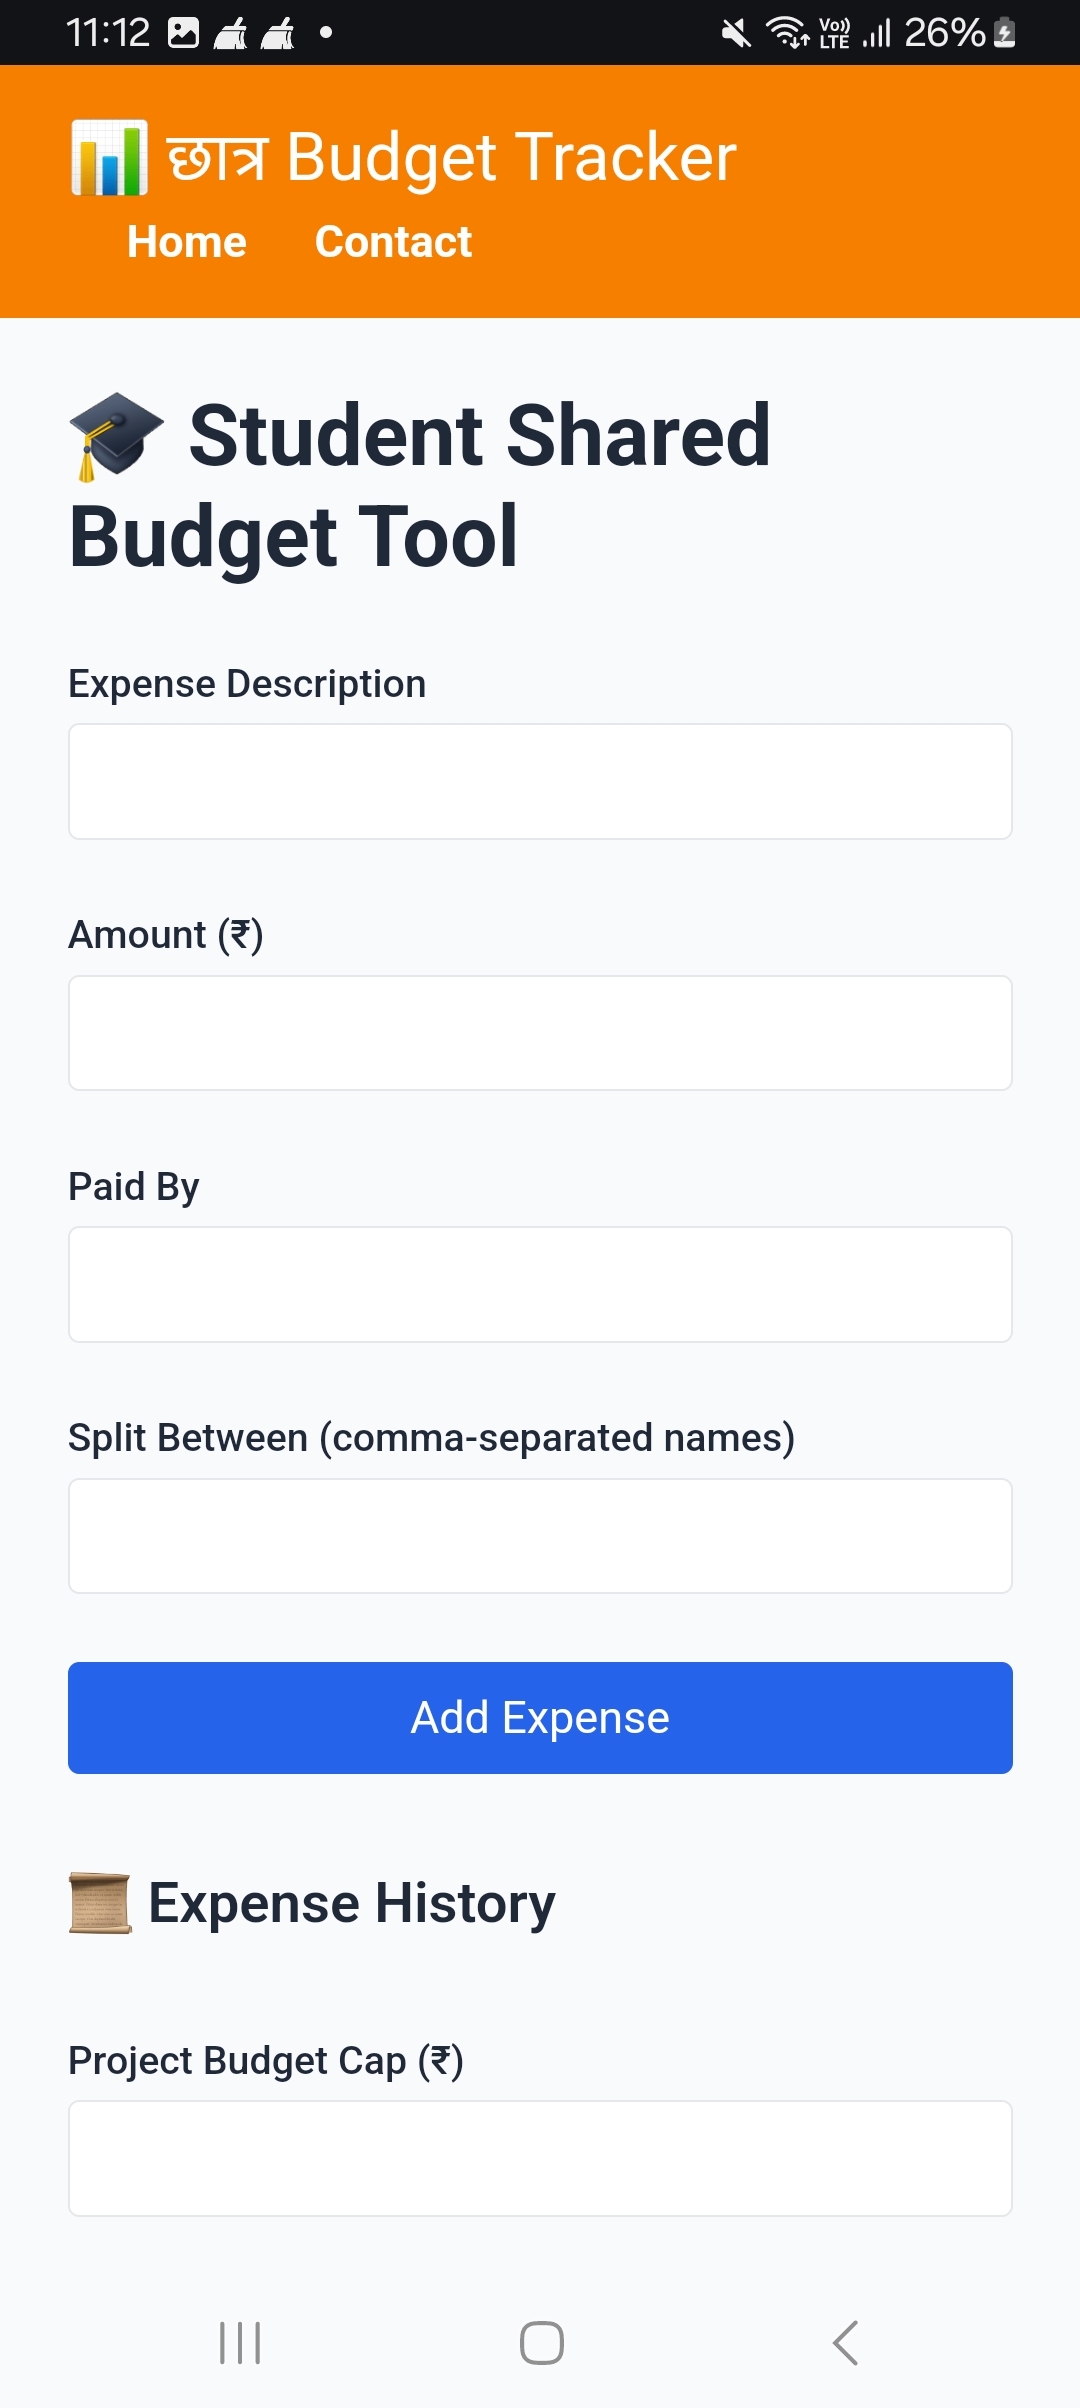 11:12 Vo)) LTE 26%
छात्र Budget Tracker
Home Contact
Student Shared
Budget Tool
Expense Description
Amount (₹)
Paid By
Split Between (comma-separated names)
Add Expense
Expense History
Project Budget Cap (₹)